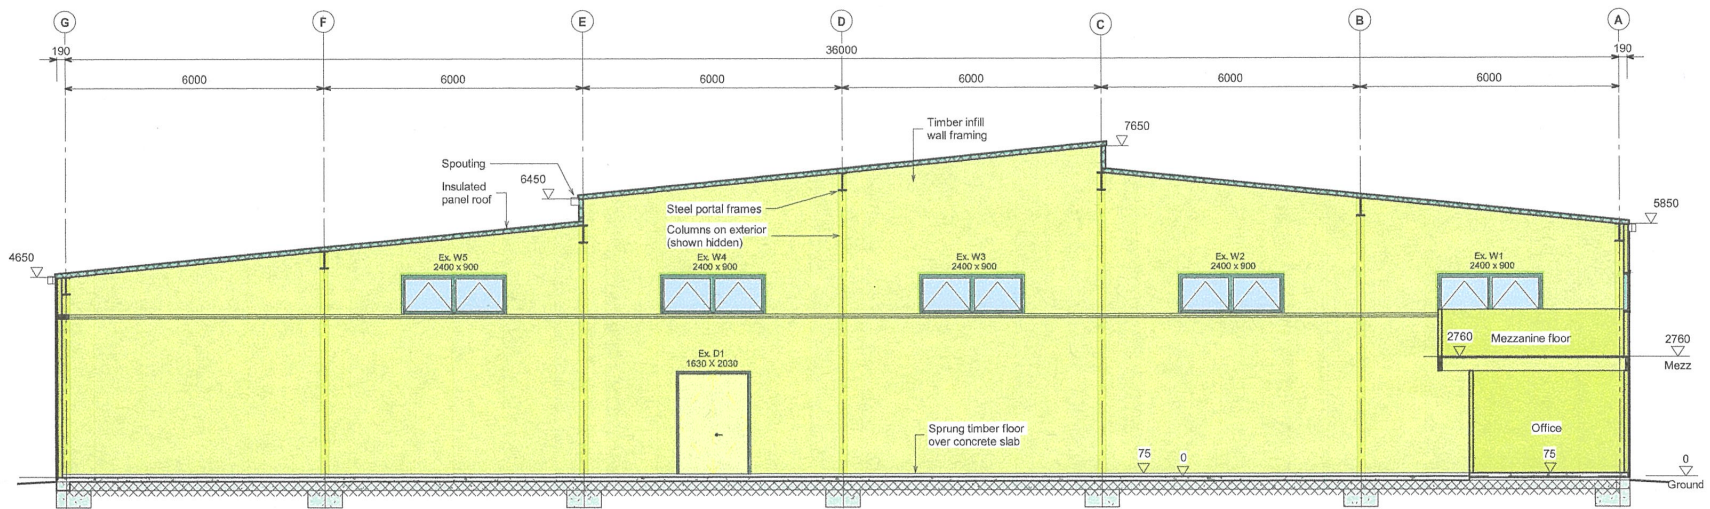 G F E D C B A
190 36000 190
6000 6000 6000 6000 6000 6000
Timber infill
wall framing
7650
Spouting
6450
Insulated
panel roof
Steel portal frames
Columns on exterior
(shown hidden)
5850
4650
Ex. W5
2400 x 900
Ex. W4
2400 x 900
Ex. W3
2400 x 900
Ex. W2
2400 x 900
Ex. W1
2400 x 900
2760
Mezzanine floor
2760
Mezz
Ex. D1
1630 X 2030
Sprung timber floor
over concrete slab
75
0
Office
75
0
Ground